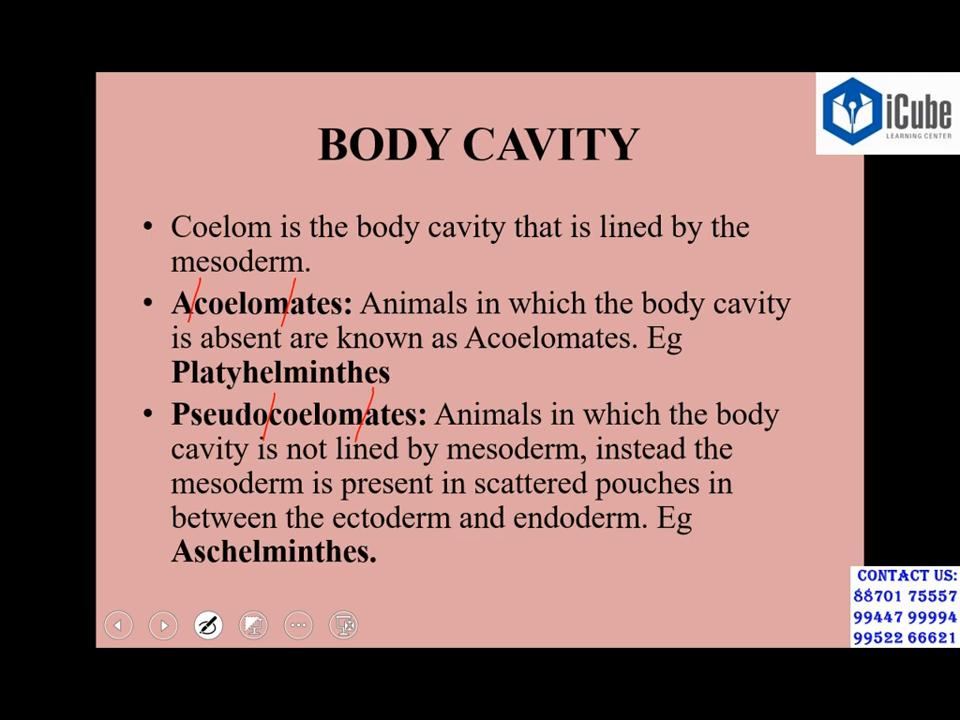 iCube
LEARNING CENTER
BODY CAVITY
• Coelom is the body cavity that is lined by the
mesoderm.
• Acoelomates: Animals in which the body cavity
is absent are known as Acoelomates. Eg
Platyhelminthes
• Pseudocoelomates: Animals in which the body
cavity is not lined by mesoderm, instead the
mesoderm is present in scattered pouches in
between the ectoderm and endoderm. Eg
Aschelminthes.
CONTACT US:
88701 75557
99447 99994
99522 66621